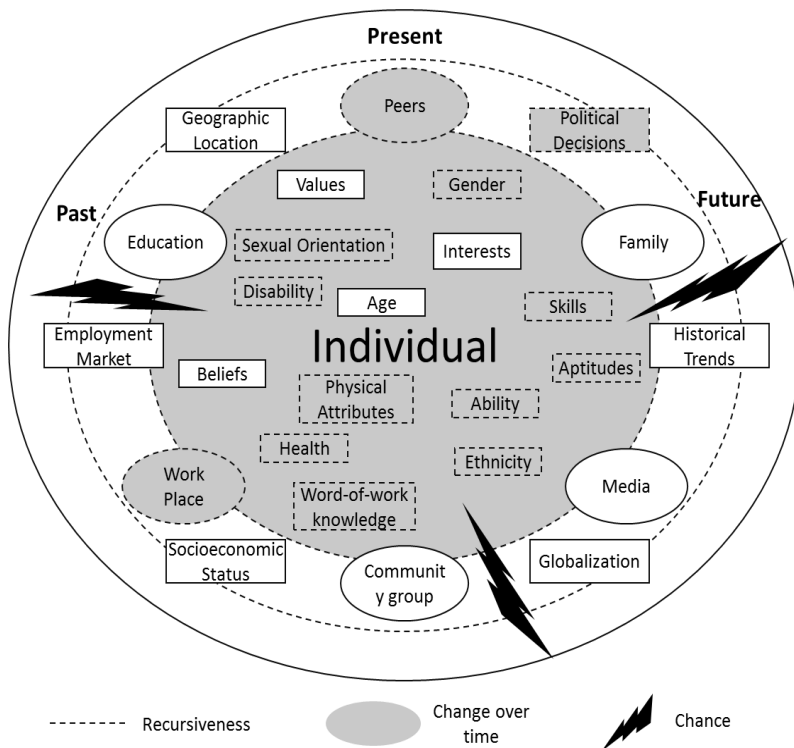 Present
Peers
Geographic
Location
Political
Decisions
Values
Gender
Past
Future
Education
Sexual Orientation
Interests
Family
Disability
Age
Skills
Employment
Market
Individual
Historical
Trends
Beliefs
Aptitudes
Physical
Attributes
Ability
Health
Ethnicity
Work
Place
Word-of-work
knowledge
Media
Socioeconomic
Status
Communit
y group
Globalization
Recursiveness
Change over
time
Chance